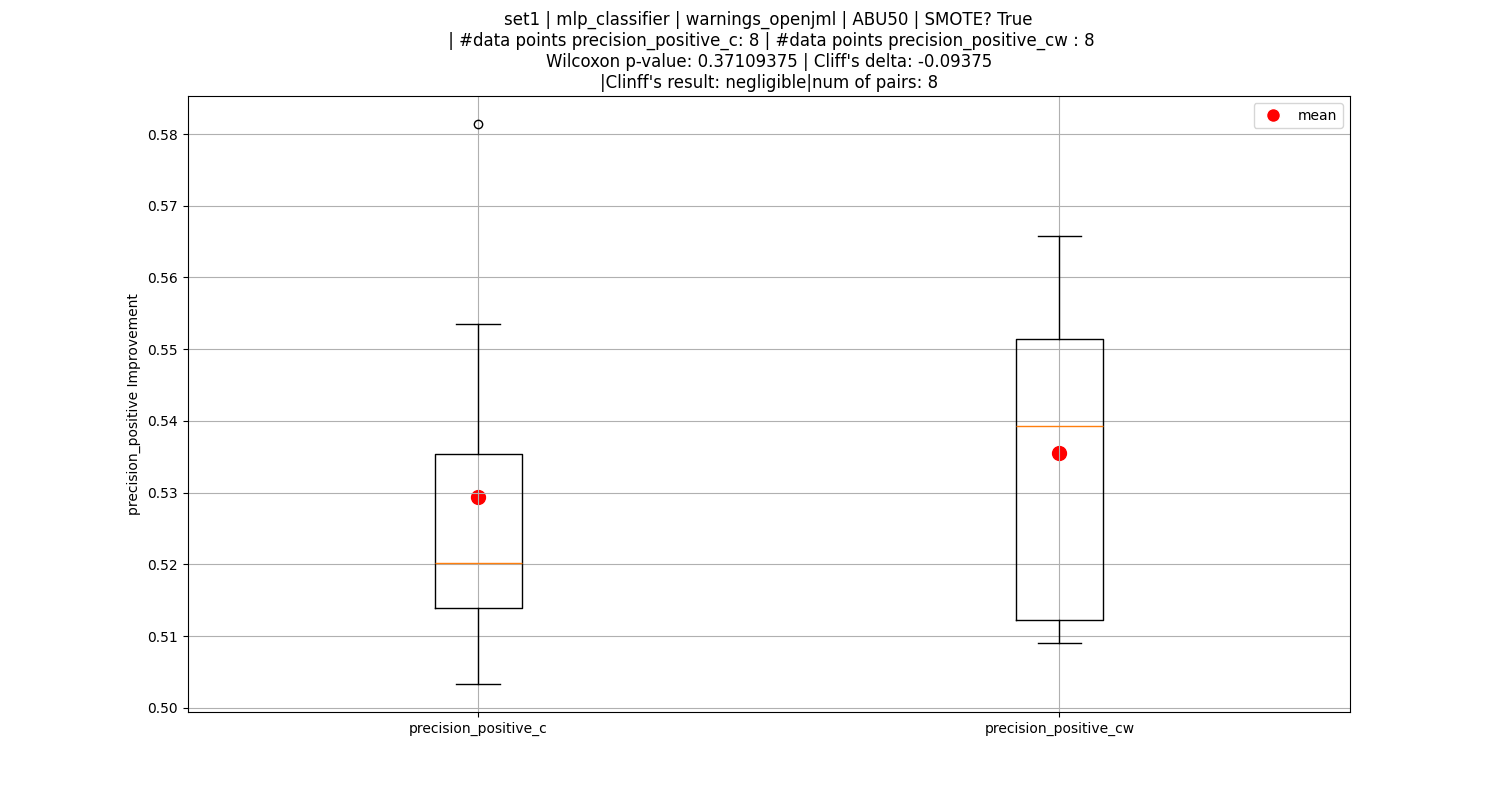 set1 | mlp_classifier | warnings_openjml | ABU50 | SMOTE? True
| #data points precision_positive_c: 8 | #data points precision_positive_cw : 8
Wilcoxon p-value: 0.37109375 | Cliff's delta: -0.09375
|Clinff's result: negligible|num of pairs: 8
mean
0.58
0.57
0.56
0.55
0.54
0.53
0.52
0.51
0.50
precision_positive Improvement
precision_positive_c
precision_positive_cw